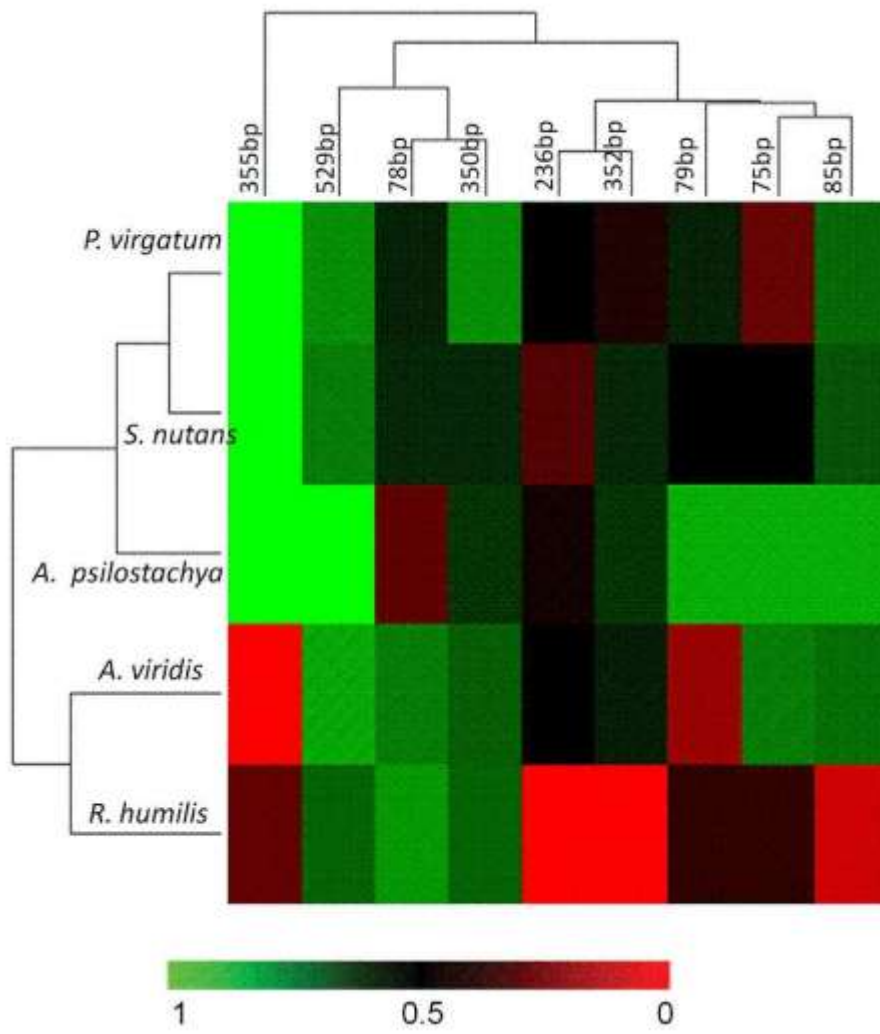 355bp
529bp
78bp
350bp
236bp
352bp
79bp
75bp
85bp
P. virgatum
S. nutans
A. psilostachya
A. viridis
R. humilis
1 0.5 0